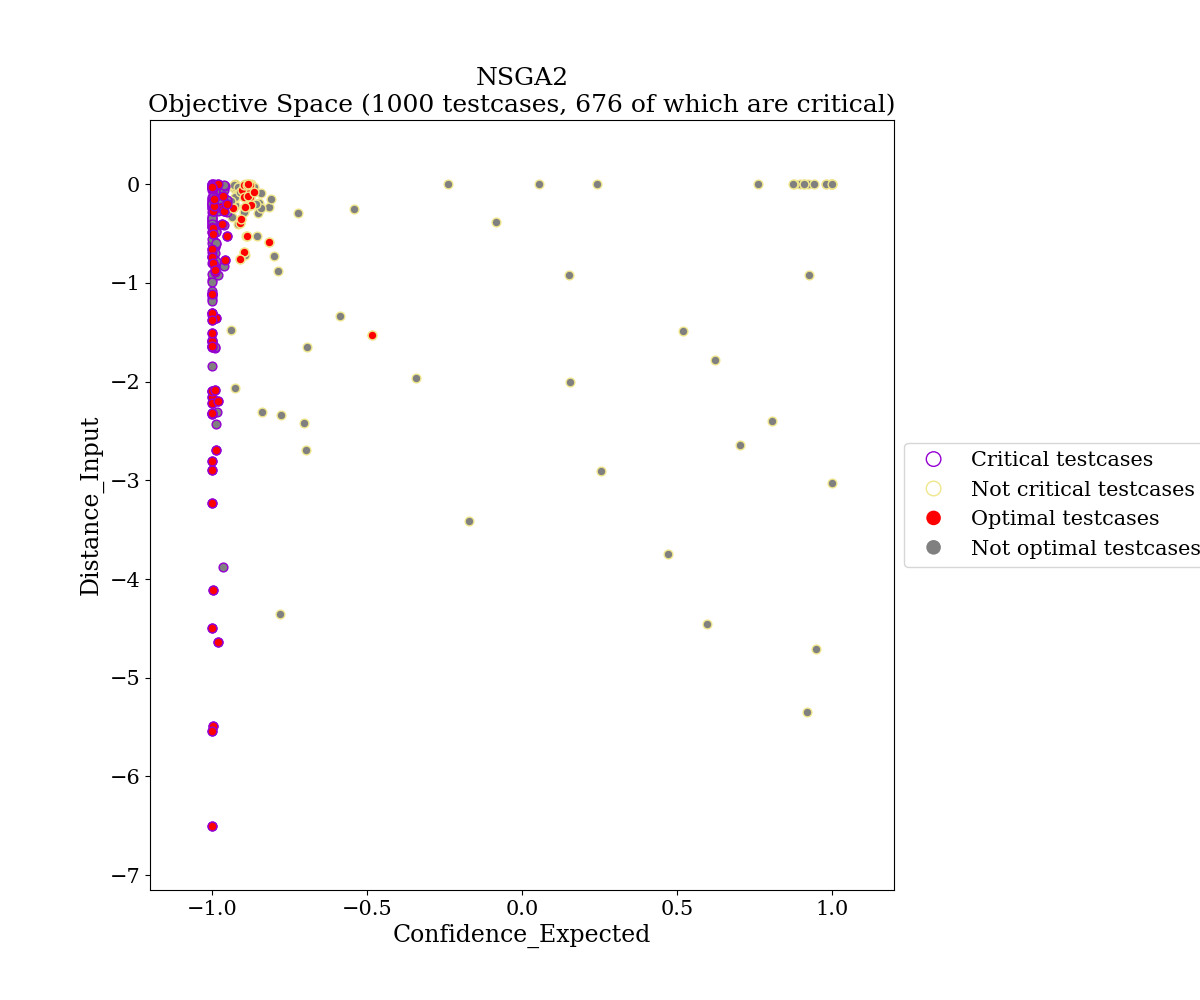 NSGA2
Objective Space (1000 testcases, 676 of which are critical)
0
−1
−2
−3
−4
−5
−6
−7
Distance_Input
−1.0
−0.5
0.0
0.5
1.0
Confidence_Expected
Critical testcases
Not critical testcases
Optimal testcases
Not optimal testcases